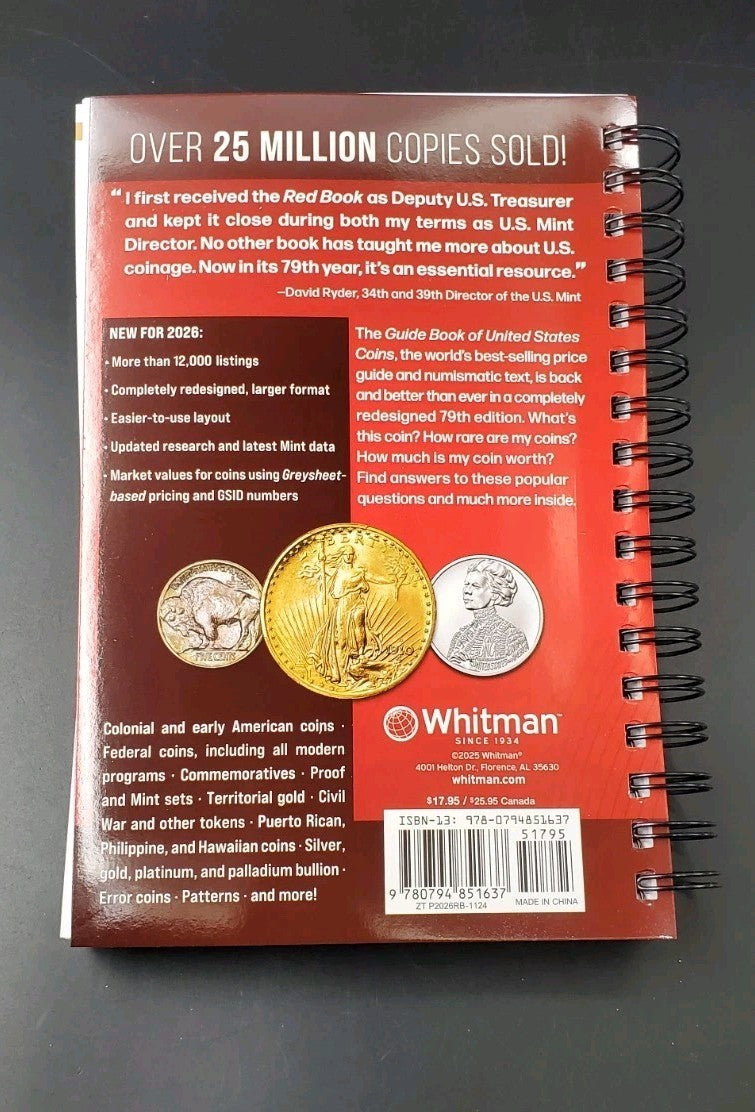 OVER 25 MILLION COPIES SOLD!
“I first received the Red Book as Deputy U.S. Treasurer
and kept it close during both my terms as U.S. Mint
Director. No other book has taught me more about U.S.
coinage. Now in its 79th year, it’s an essential resource.”
—David Ryder, 34th and 39th Director of the U.S. Mint
NEW FOR 2026:
· More than 12,000 listings
· Completely redesigned, larger format
· Easier-to-use layout
· Updated research and latest Mint data
· Market values for coins using Greysheet-
based pricing and GSID numbers
The Guide Book of United States
Coins, the world’s best-selling price
guide and numismatic text, is back
and better than ever in a completely
redesigned 79th edition. What’s
this coin? How rare are my coins?
How much is my coin worth?
Find answers to these popular
questions and much more inside.
LIBERTY
FIVE CENTS
1910
Colonial and early American coins ·
Federal coins, including all modern
programs · Commemoratives · Proof
and Mint sets · Territorial gold · Civil
War and other tokens · Puerto Rican,
Philippine, and Hawaiian coins · Silver,
gold, platinum, and palladium bullion ·
Error coins · Patterns · and more!
Whitman™
SINCE 1934
©2025 Whitman®
4001 Helton Dr., Florence, AL 35630
whitman.com
$17.95 / $25.95 Canada
ISBN-13: 978-0794851637
51795
9 780794 851637
ZT P2026RB-1124
MADE IN CHINA